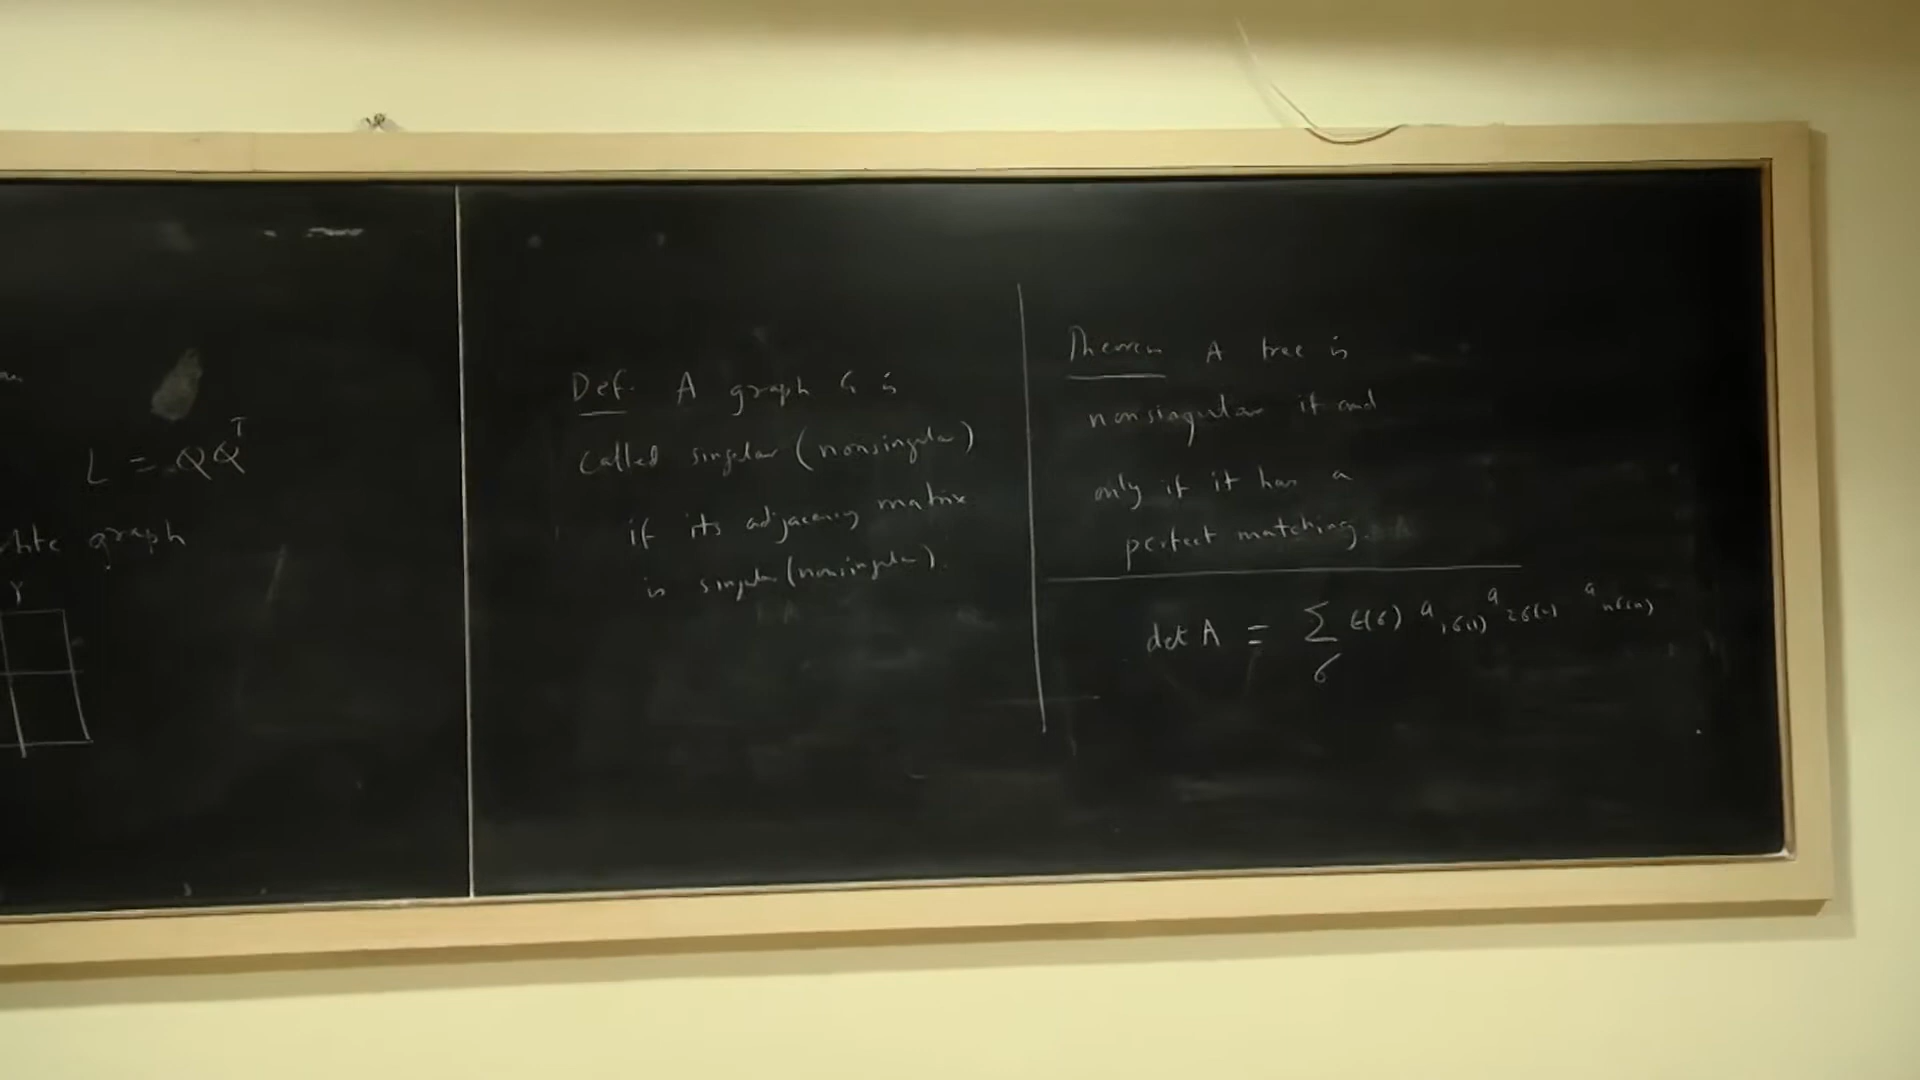 L = QQ^T
graph
Y
Def. A graph G is
called singular (nonsingular)
if its adjacency matrix
is singular (nonsingular).
Theorem A tree is
nonsingular if and
only if it has a
perfect matching.
det A = Σ_σ ε(σ) a_{1σ(1)} a_{2σ(2)} a_{nσ(n)}